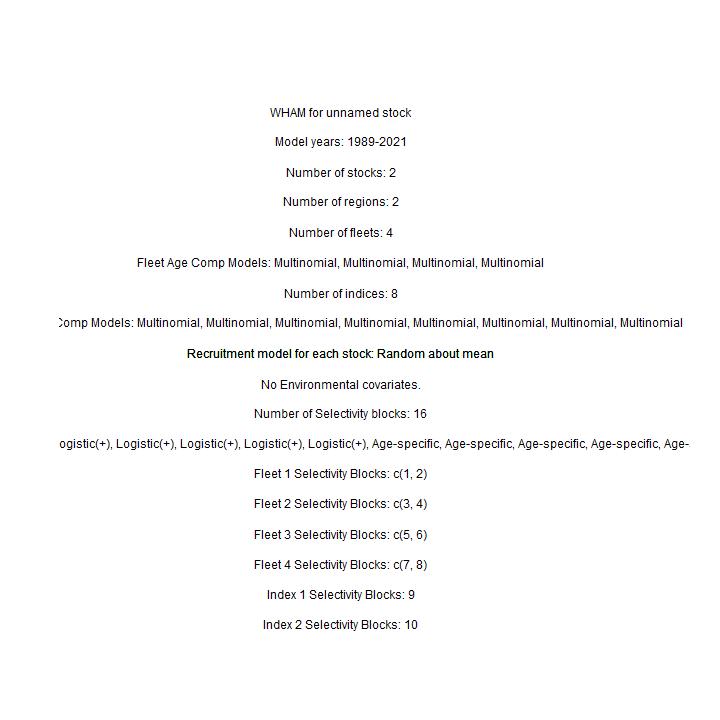 WHAM for unnamed stock
Model years: 1989-2021
Number of stocks: 2
Number of regions: 2
Number of fleets: 4
Fleet Age Comp Models: Multinomial, Multinomial, Multinomial, Multinomial
Number of indices: 8
Comp Models: Multinomial, Multinomial, Multinomial, Multinomial, Multinomial, Multinomial, Multinomial, Multinomial
Recruitment model for each stock: Random about mean
No Environmental covariates.
Number of Selectivity blocks: 16
ogistic(+), Logistic(+), Logistic(+), Logistic(+), Logistic(+), Age-specific, Age-specific, Age-specific, Age-specific, Age-
Fleet 1 Selectivity Blocks: c(1, 2)
Fleet 2 Selectivity Blocks: c(3, 4)
Fleet 3 Selectivity Blocks: c(5, 6)
Fleet 4 Selectivity Blocks: c(7, 8)
Index 1 Selectivity Blocks: 9
Index 2 Selectivity Blocks: 10